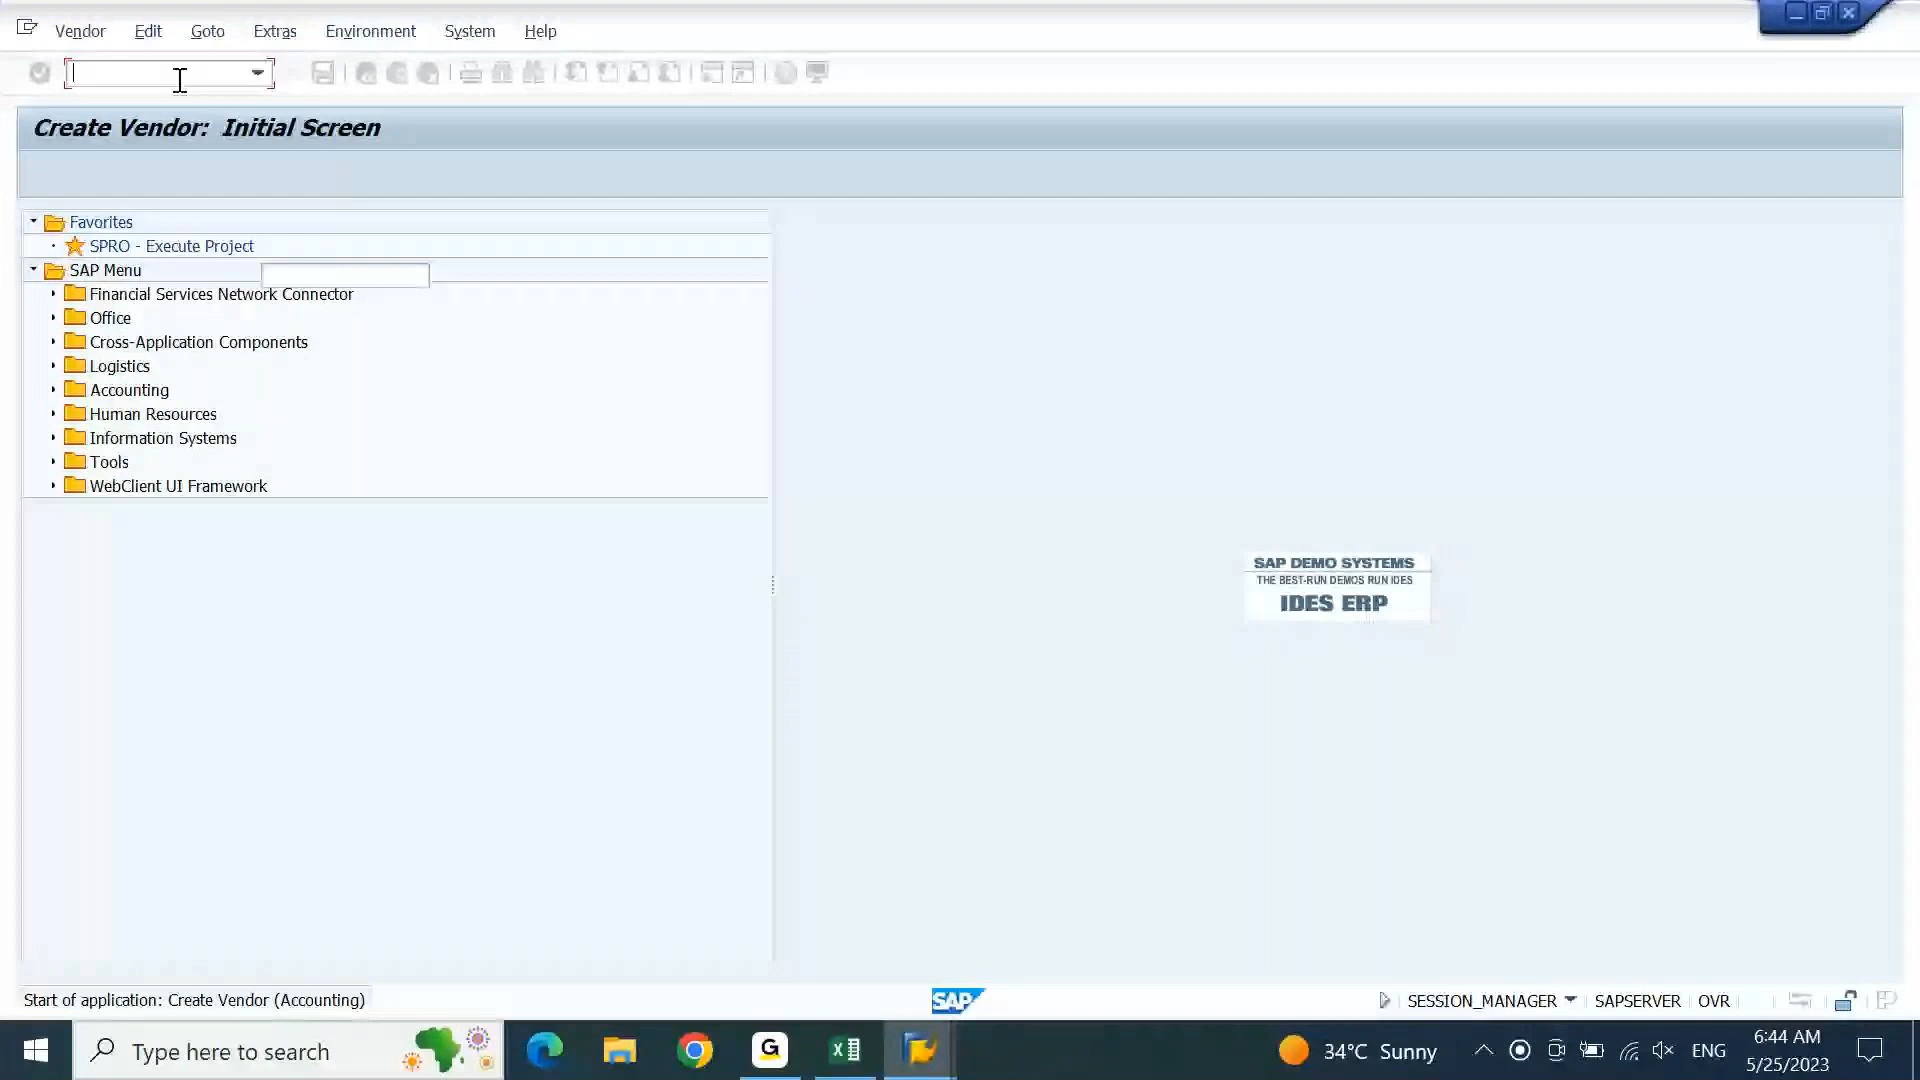 Vendor Edit Goto Extras Environment System Help
Create Vendor: Initial Screen
Favorites
SPRO - Execute Project
SAP Menu
Financial Services Network Connector
Office
Cross-Application Components
Logistics
Accounting
Human Resources
Information Systems
Tools
WebClient UI Framework
SAP DEMO SYSTEMS
THE BEST-RUN DEMOS RUN IDES
IDES ERP
Start of application: Create Vendor (Accounting)
SAP
SESSION_MANAGER SAPSERVER OVR
Type here to search
G
34°C Sunny
ENG
6:44 AM
5/25/2023